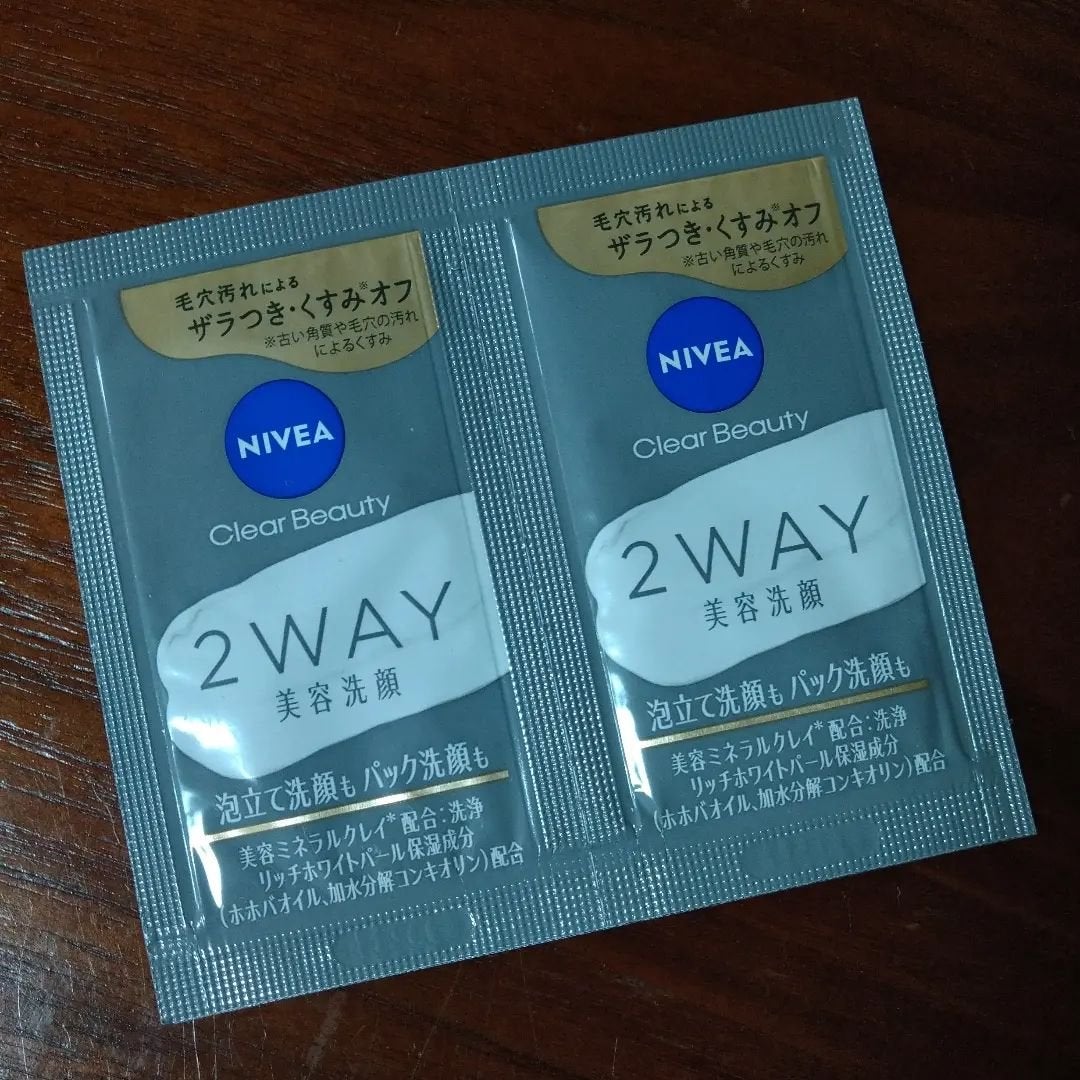 毛穴汚れによる
ザラつき・くすみ※オフ
※古い角質や毛穴の汚れ
によるくすみ
NIVEA
Clear Beauty
2WAY
美容洗顔
泡立て洗顔も パック洗顔も
美容ミネラルクレイ*配合:洗浄
リッチホワイトパール保湿成分
(ホホバオイル、加水分解コンキオリン)配合
毛穴汚れによる
ザラつき・くすみ※オフ
※古い角質や毛穴の汚れ
によるくすみ
NIVEA
Clear Beauty
2WAY
美容洗顔
泡立て洗顔も パック洗顔も
美容ミネラルクレイ*配合:洗浄
リッチホワイトパール保湿成分
(ホホバオイル、加水分解コンキオリン)配合